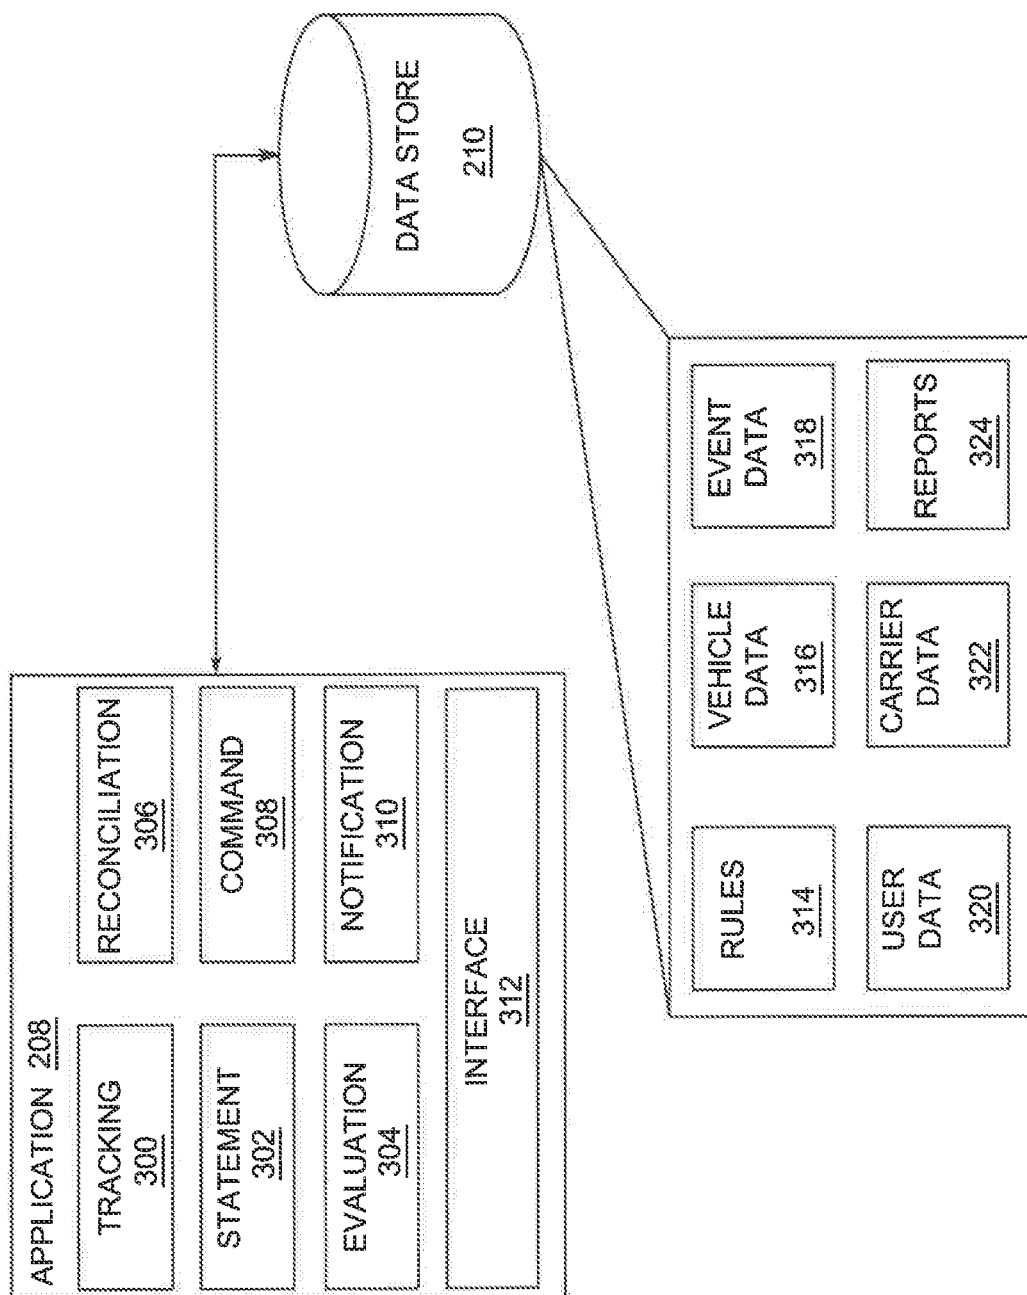 APPLICATION 208
TRACKING
300
RECONCILIATION
306
STATEMENT
302
COMMAND
308
EVALUATION
304
NOTIFICATION
310
INTERFACE
312
DATA STORE
210
RULES
314
VEHICLE
DATA
316
EVENT
DATA
318
USER
DATA
320
CARRIER
DATA
322
REPORTS
324